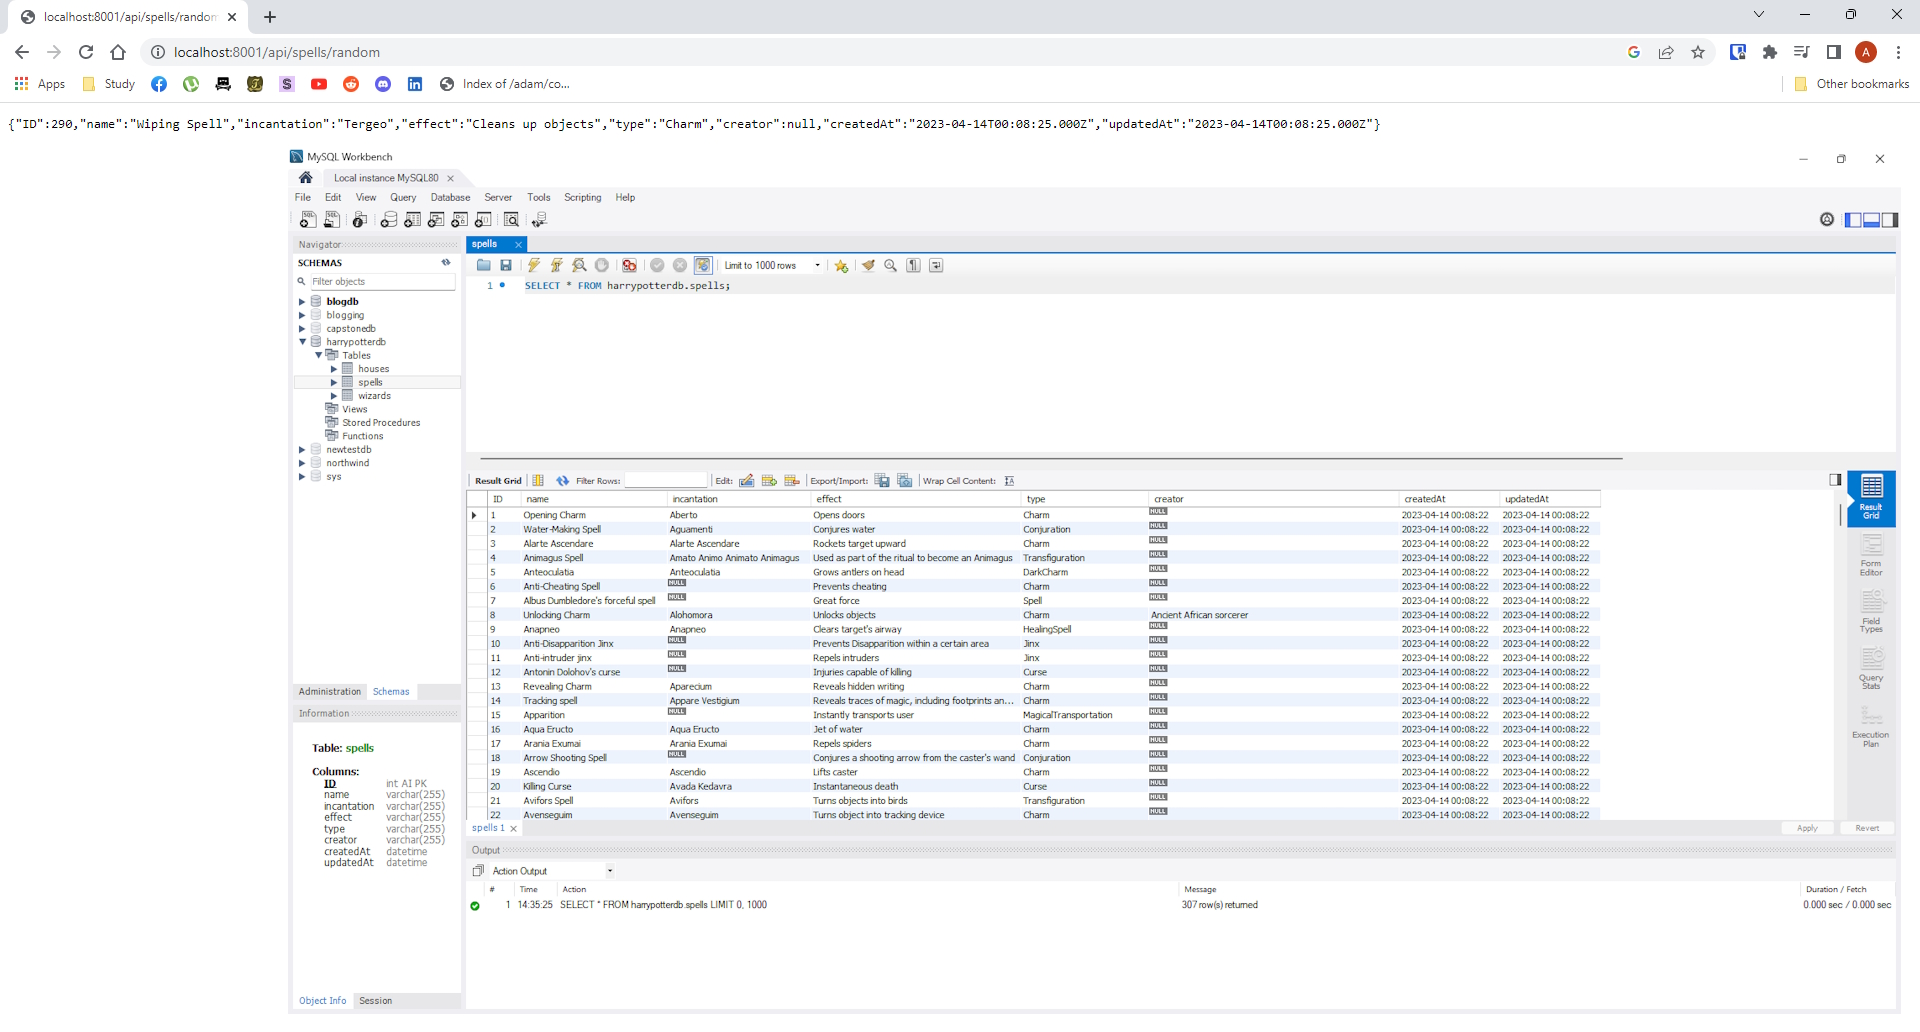 localhost:8001/api/spells/random
localhost:8001/api/spells/random
Apps Study Index of /adam/co... Other bookmarks
{"ID":290,"name":"Wiping Spell","incantation":"Tergeo","effect":"Cleans up objects","type":"Charm","creator":null,"createdAt":"2023-04-14T00:08:25.000Z","updatedAt":"2023-04-14T00:08:25.000Z"}
MySQL Workbench
Local instance MySQL80
File Edit View Query Database Server Tools Scripting Help
Navigator
SCHEMAS
Filter objects
blogdb
blogging
capstonedb
harrypotterdb
Tables
houses
spells
wizards
Views
Stored Procedures
Functions
newtestdb
northwind
sys
Administration Schemas
Information
Table: spells
Columns:
ID int AI PK
name varchar(255)
incantation varchar(255)
effect varchar(255)
type varchar(255)
creator varchar(255)
createdAt datetime
updatedAt datetime
Object Info Session
spells
Limit to 1000 rows
1 SELECT * FROM harrypotterdb.spells;
Result Grid Filter Rows: Edit: Export/Import: Wrap Cell Content:
ID name incantation effect type creator createdAt updatedAt
1 Opening Charm Aberto Opens doors Charm NULL 2023-04-14 00:08:22 2023-04-14 00:08:22
2 Water-Making Spell Aguamenti Conjures water Conjuration NULL 2023-04-14 00:08:22 2023-04-14 00:08:22
3 Alarte Ascendare Alarte Ascendare Rockets target upward Charm NULL 2023-04-14 00:08:22 2023-04-14 00:08:22
4 Animagus Spell Amato Animo Animato Animagus Used as part of the ritual to become an Animagus Transfiguration NULL 2023-04-14 00:08:22 2023-04-14 00:08:22
5 Anteoculatia Anteoculatia Grows antlers on head DarkCharm NULL 2023-04-14 00:08:22 2023-04-14 00:08:22
6 Anti-Cheating Spell NULL Prevents cheating Charm NULL 2023-04-14 00:08:22 2023-04-14 00:08:22
7 Albus Dumbledore's forceful spell NULL Great force Spell NULL 2023-04-14 00:08:22 2023-04-14 00:08:22
8 Unlocking Charm Alohomora Unlocks objects Charm Ancient African sorcerer 2023-04-14 00:08:22 2023-04-14 00:08:22
9 Anapneo Anapneo Clears target's airway HealingSpell NULL 2023-04-14 00:08:22 2023-04-14 00:08:22
10 Anti-Disapparition Jinx NULL Prevents Disapparition within a certain area Jinx NULL 2023-04-14 00:08:22 2023-04-14 00:08:22
11 Anti-intruder jinx NULL Repels intruders Jinx NULL 2023-04-14 00:08:22 2023-04-14 00:08:22
12 Antonin Dolohov's curse NULL Injuries capable of killing Curse NULL 2023-04-14 00:08:22 2023-04-14 00:08:22
13 Revealing Charm Aparecium Reveals hidden writing Charm NULL 2023-04-14 00:08:22 2023-04-14 00:08:22
14 Tracking spell Appare Vestigium Reveals traces of magic, including footprints an... Charm NULL 2023-04-14 00:08:22 2023-04-14 00:08:22
15 Apparition NULL Instantly transports user MagicalTransportation NULL 2023-04-14 00:08:22 2023-04-14 00:08:22
16 Aqua Eructo Aqua Eructo Jet of water Charm NULL 2023-04-14 00:08:22 2023-04-14 00:08:22
17 Arania Exumai Arania Exumai Repels spiders Charm NULL 2023-04-14 00:08:22 2023-04-14 00:08:22
18 Arrow Shooting Spell NULL Conjures a shooting arrow from the caster's wand Conjuration NULL 2023-04-14 00:08:22 2023-04-14 00:08:22
19 Ascendio Ascendio Lifts caster Charm NULL 2023-04-14 00:08:22 2023-04-14 00:08:22
20 Killing Curse Avada Kedavra Instantaneous death Curse NULL 2023-04-14 00:08:22 2023-04-14 00:08:22
21 Avifors Spell Avifors Turns objects into birds Transfiguration NULL 2023-04-14 00:08:22 2023-04-14 00:08:22
22 Avenseguim Avenseguim Turns object into tracking device Charm NULL 2023-04-14 00:08:22 2023-04-14 00:08:22
Result Grid
Form Editor
Field Types
Query Stats
Execution Plan
spells 1 Apply Revert
Output
Action Output
# Time Action Message Duration / Fetch
1 14:35:25 SELECT * FROM harrypotterdb.spells LIMIT 0, 1000 307 row(s) returned 0.000 sec / 0.000 sec